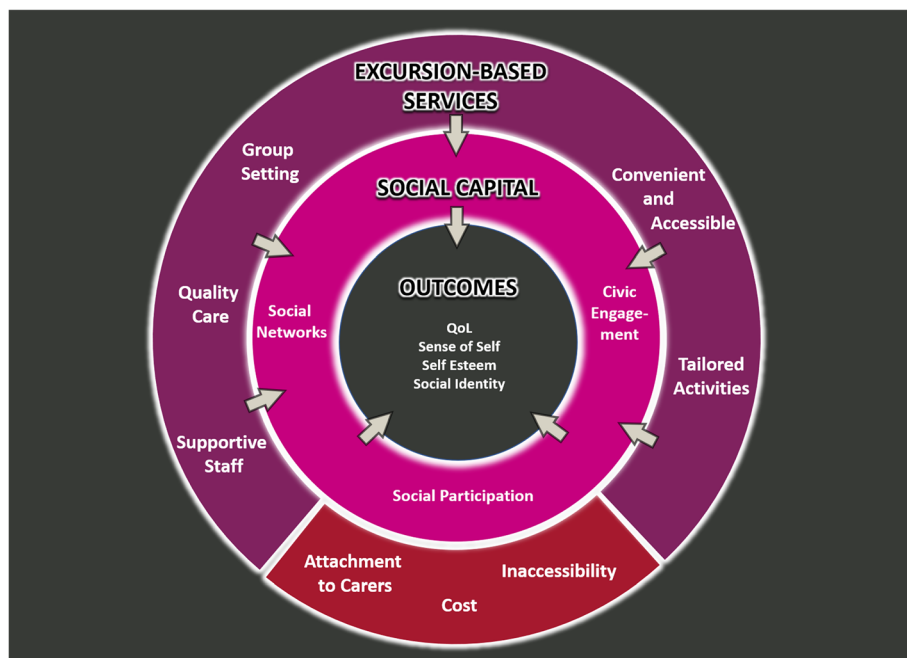 EXCURSION-BASED
SERVICES
Group
Setting
Convenient
and
Accessible
SOCIAL CAPITAL
Quality
Care
Social
Networks
OUTCOMES
QoL
Sense of Self
Self Esteem
Social Identity
Civic
Engage-
ment
Tailored
Activities
Supportive
Staff
Social Participation
Attachment
to Carers
Cost
Inaccessibility